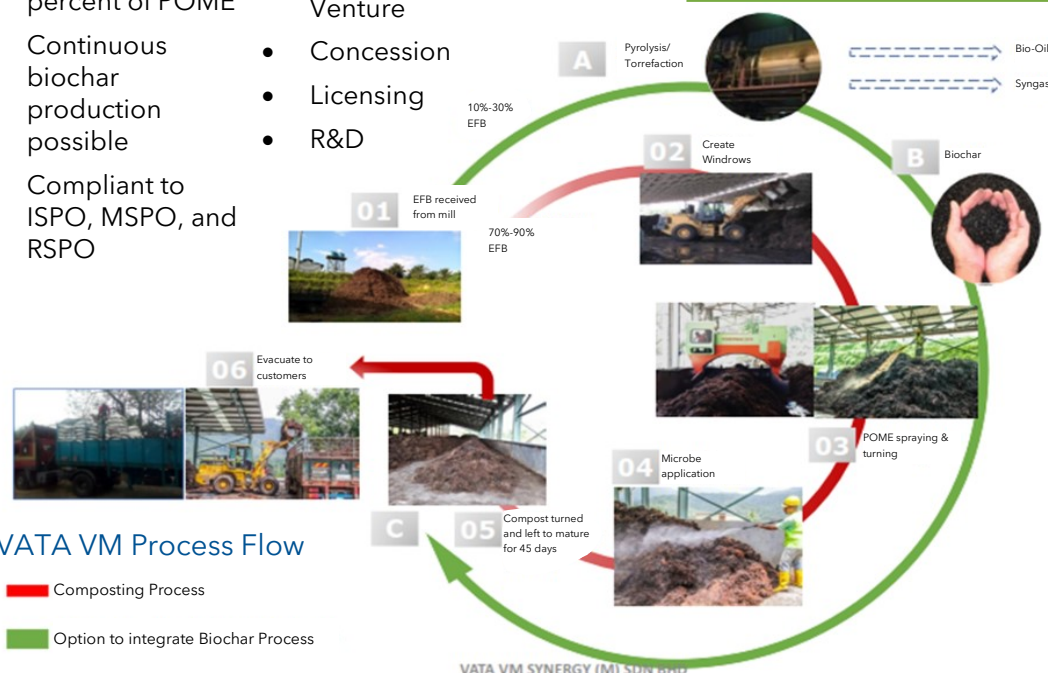 percent of POME
Continuous
biochar
production
possible
Compliant to
ISPO, MSPO, and
RSPO
Venture
• Concession
• Licensing
• R&D
A
Pyrolysis/
Torrefaction
Bio-Oil
Syngas
10%-30%
EFB
02
Create
Windrows
B
Biochar
01
EFB received
from mill
70%-90%
EFB
06
Evacuate to
customers
03
POME spraying &
turning
04
Microbe
application
C
05
Compost turned
and left to mature
for 45 days
VATA VM Process Flow
Composting Process
Option to integrate Biochar Process
VATA VM SYNERGY (M) SDN BHD